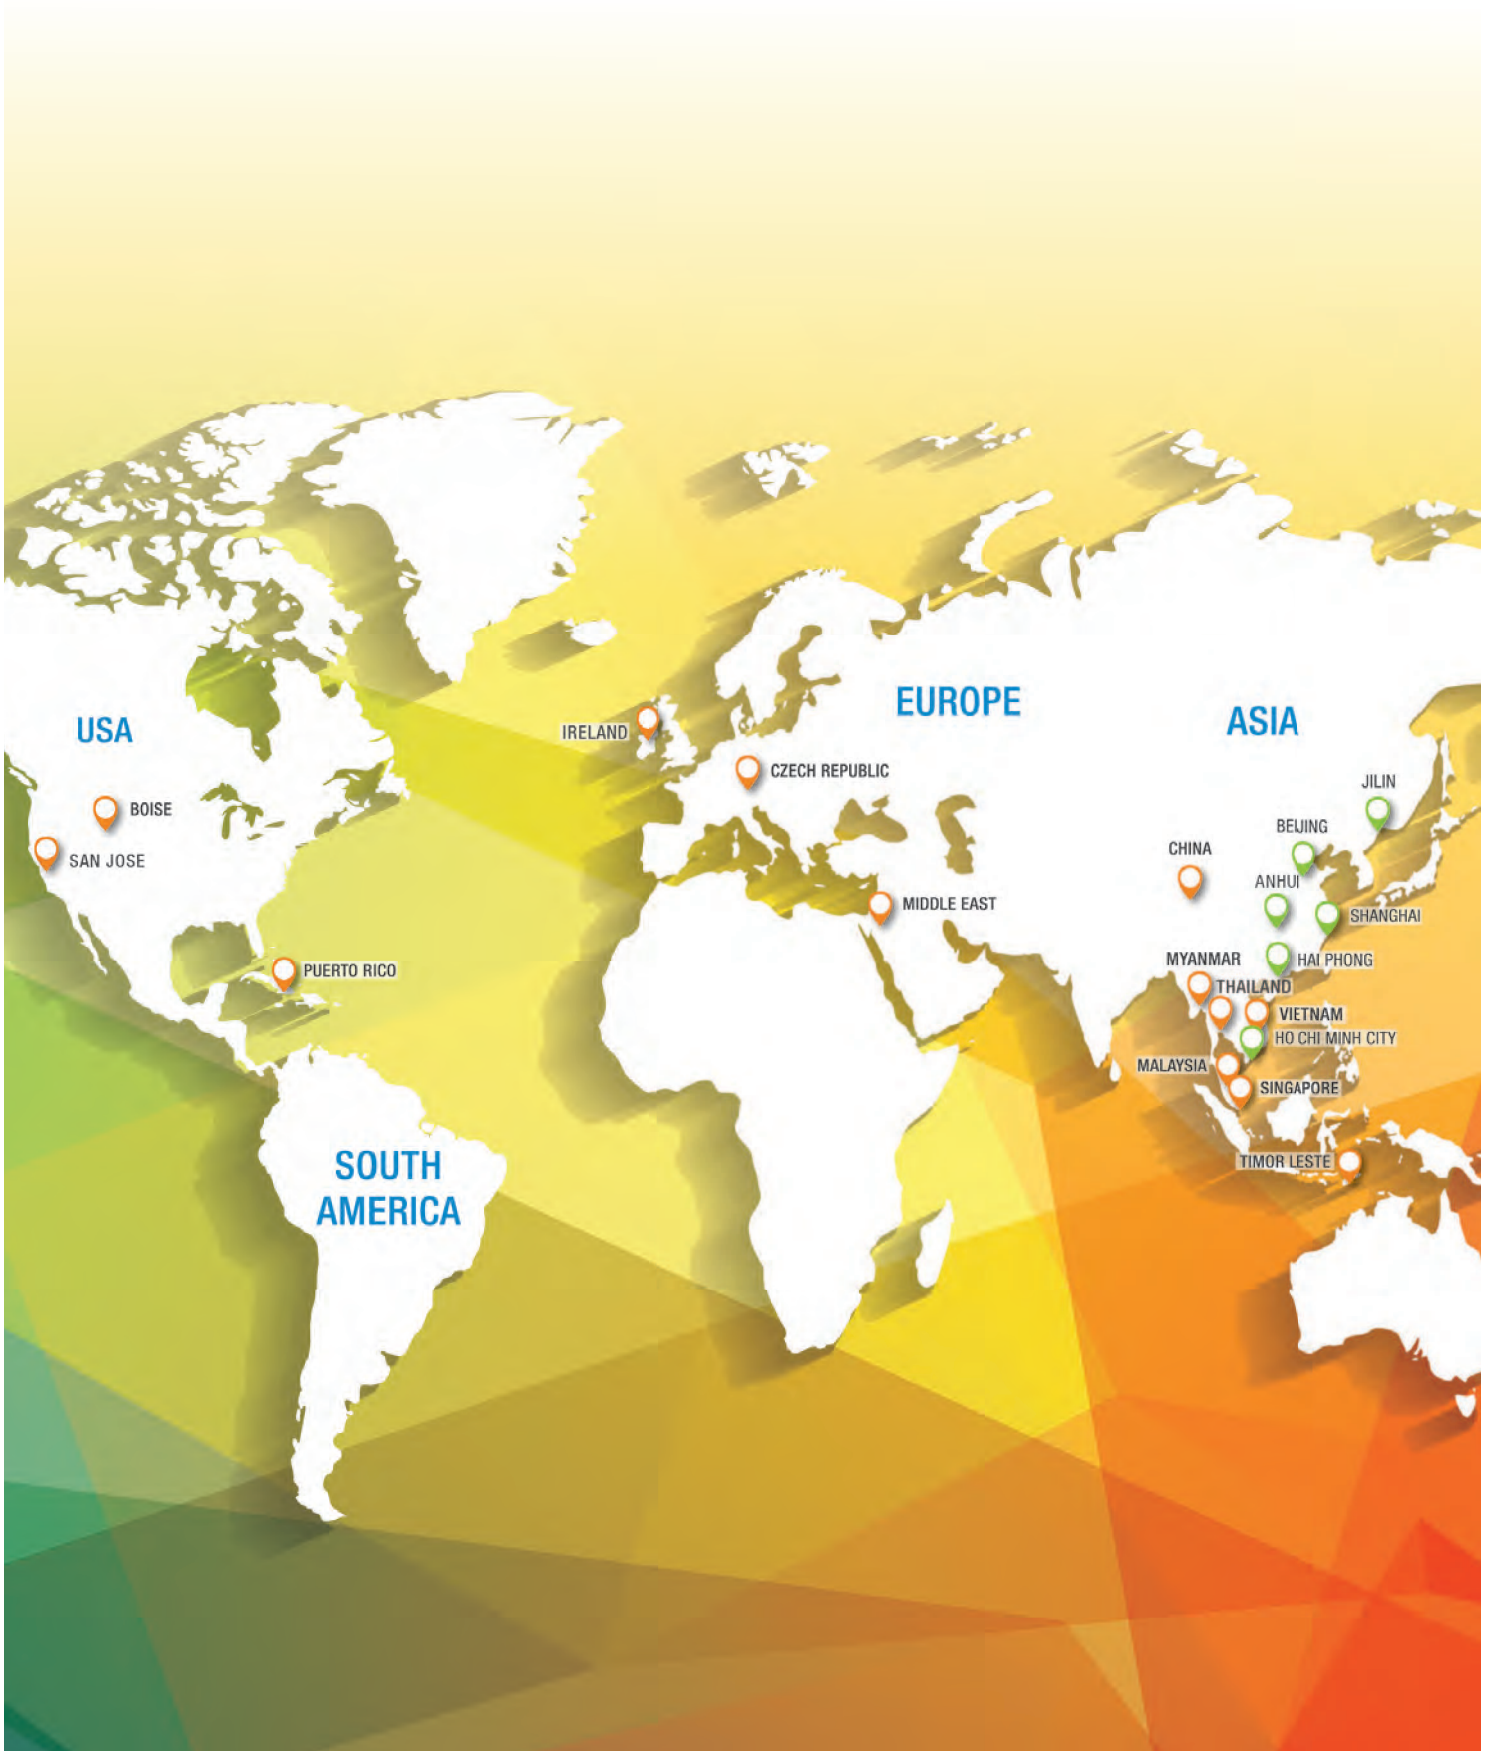 USA
BOISE
SAN JOSE
PUERTO RICO
SOUTH
AMERICA
IRELAND
EUROPE
CZECH REPUBLIC
MIDDLE EAST
ASIA
JILIN
BEIJING
CHINA
ANHUI
SHANGHAI
MYANMAR
HAI PHONG
THAILAND
VIETNAM
HO CHI MINH CITY
MALAYSIA
SINGAPORE
TIMOR LESTE